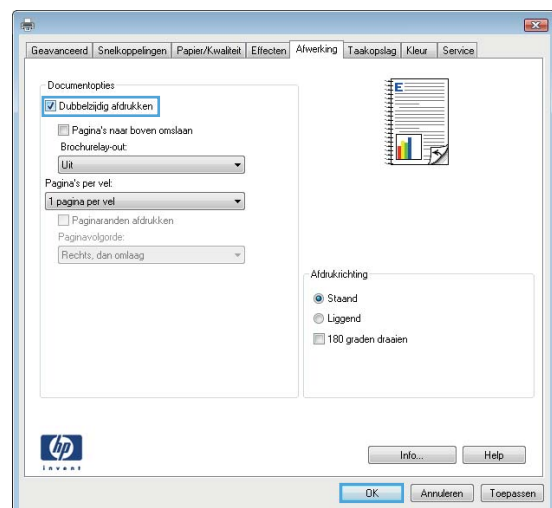 Geavanceerd Snelkoppelingen Papier/Kwaliteit Effecten Afwerking Taakopslag Kleur Service
Documentopties
Dubbelzijdig afdrukken
Pagina's naar boven omslaan
Brochurelay-out:
Uit
Pagina's per vel:
1 pagina per vel
Paginaranden afdrukken
Paginavolgorde:
Rechts, dan omlaag
E
Afdrukrichting
Staand
Liggend
180 graden draaien
hp
invent
Info... Help
OK Annuleren Toepassen